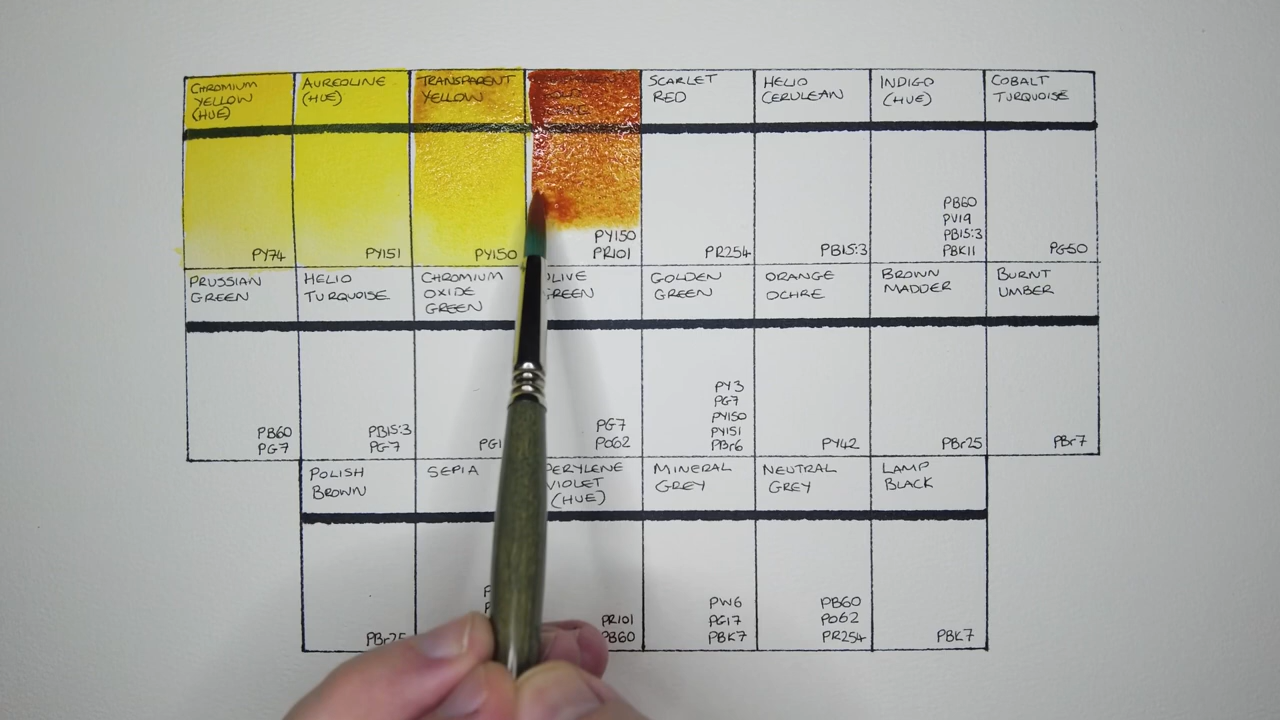 CHROMIUM
YELLOW
(HUE)
PY74
AUREOLINE
(HUE)
PY151
TRANSPARENT
YELLOW
PY150
PY150
PR101
SCARLET
RED
PR254
HELIO
CERULEAN
PB15:3
INDIGO
(HUE)
PB60
PV19
PB15:3
PBK11
COBALT
TURQUOISE
PG50
PRUSSIAN
GREEN
PB60
PG7
HELIO
TURQUOISE
PB15:3
PG7
CHROMIUM
OXIDE
GREEN
OLIVE
GREEN
PG7
PO62
GOLDEN
GREEN
PY3
PG7
PY150
PY151
PBr6
ORANGE
OCHRE
PY42
BROWN
MADDER
PBr25
BURNT
UMBER
PBr7
POLISH
BROWN
SEPIA
PERYLENE
VIOLET
(HUE)
PR101
PB60
MINERAL
GREY
PW6
PG17
PBK7
NEUTRAL
GREY
PB60
PO62
PR254
LAMP
BLACK
PBK7